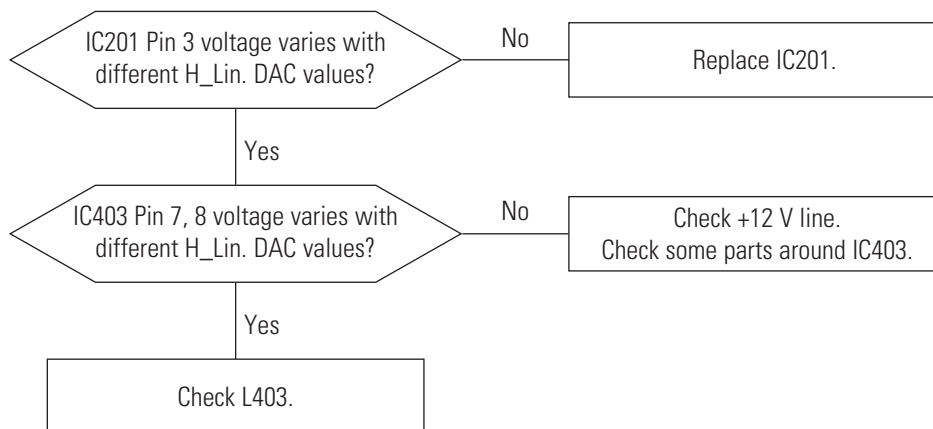 IC201 Pin 3 voltage varies with
different H_Lin. DAC values?
No
Replace IC201.
Yes
IC403 Pin 7, 8 voltage varies with
different H_Lin. DAC values?
No
Check +12 V line.
Check some parts around IC403.
Yes
Check L403.